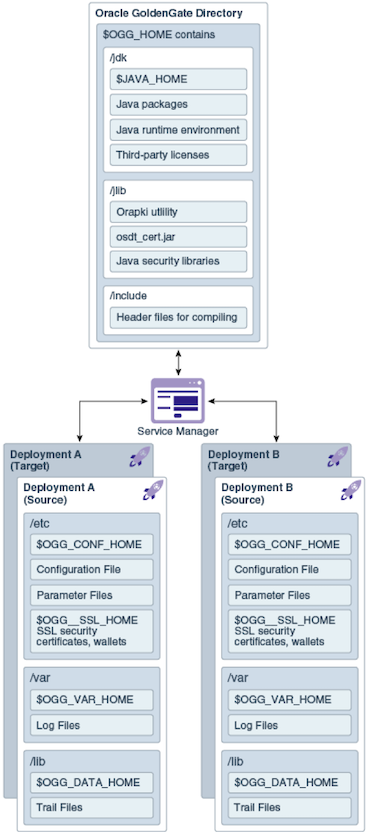 Oracle GoldenGate Directory
$OGG_HOME contains
/jdk
$JAVA_HOME
Java packages
Java runtime environment
Third-party licenses
/jlib
Orapki utlility
osdt_cert.jar
Java security libraries
/include
Header files for compiling
Service Manager
Deployment A
(Target)
Deployment A
(Source)
/etc
$OGG_CONF_HOME
Configuration File
Parameter Files
$OGG__SSL_HOME
SSL security
certificates, wallets
/var
$OGG_VAR_HOME
Log Files
/lib
$OGG_DATA_HOME
Trail Files
Deployment B
(Target)
Deployment B
(Source)
/etc
$OGG_CONF_HOME
Configuration File
Parameter Files
$OGG__SSL_HOME
SSL security
certificates, wallets
/var
$OGG_VAR_HOME
Log Files
/lib
$OGG_DATA_HOME
Trail Files